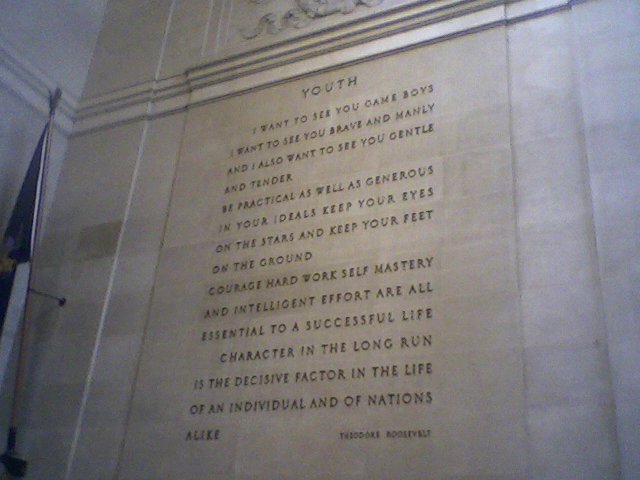 YOUTH
I WANT TO SEE YOU GAME BOYS
I WANT TO SEE YOU BRAVE AND MANLY
AND I ALSO WANT TO SEE YOU GENTLE
AND TENDER
BE PRACTICAL AS WELL AS GENEROUS
IN YOUR IDEALS KEEP YOUR EYES
ON THE STARS AND KEEP YOUR FEET
ON THE GROUND
COURAGE HARD WORK SELF MASTERY
AND INTELLIGENT EFFORT ARE ALL
ESSENTIAL TO A SUCCESSFUL LIFE
CHARACTER IN THE LONG RUN
IS THE DECISIVE FACTOR IN THE LIFE
OF AN INDIVIDUAL AND OF NATIONS
ALIKE THEODORE ROOSEVELT